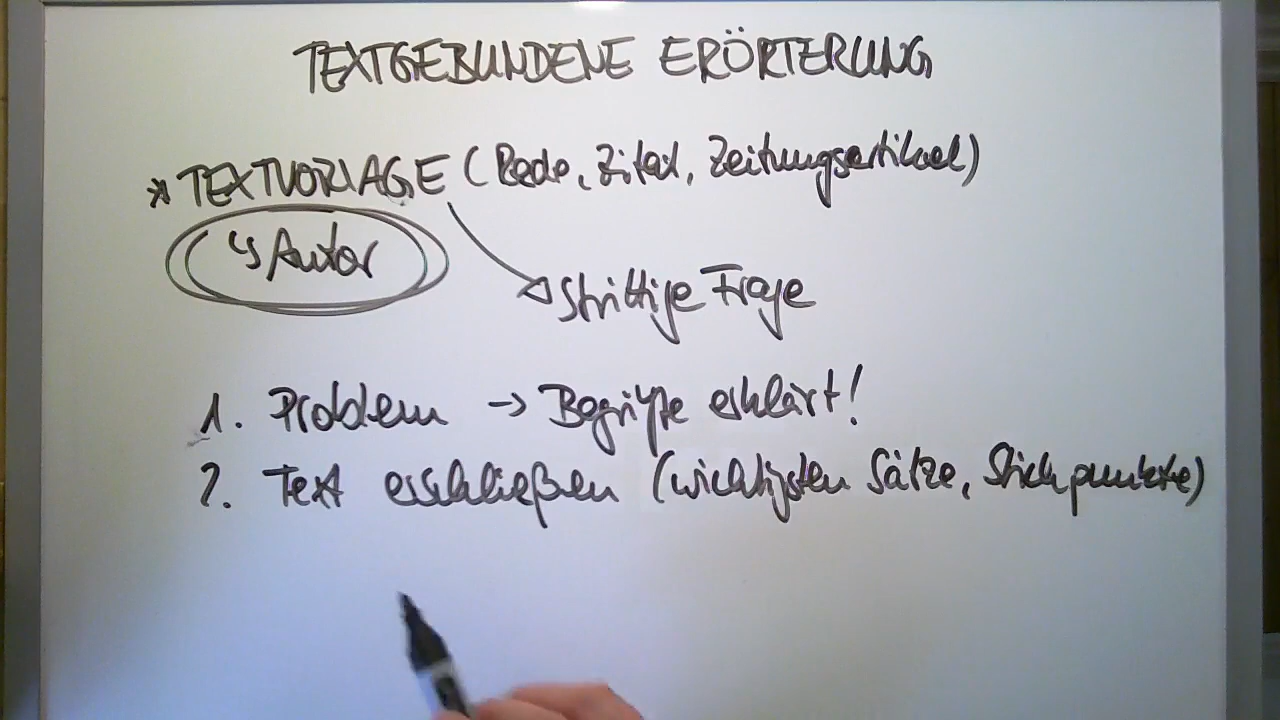 TEXTGEBUNDENE ERÖRTERUNG
* TEXTVORLAGE (Rede, Zitat, Zeitungsartikel)
↳ Autor
Strittige Frage
1. Problem → Begriffe erklärt!
2. Text erschließen (wichtigsten Sätze, Stichpunkte)